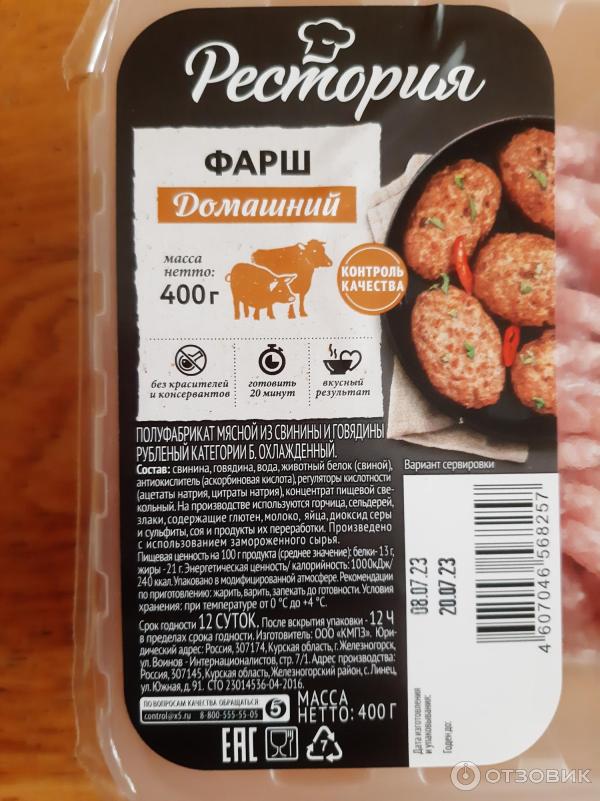 Рестория
ФАРШ
Домашний
масса
нетто:
400 г
КОНТРОЛЬ
КАЧЕСТВА
без красителей
и консервантов
готовить
20 минут
вкусный
результат
ПОЛУФАБРИКАТ МЯСНОЙ ИЗ СВИНИНЫ И ГОВЯДИНЫ
РУБЛЕНЫЙ КАТЕГОРИИ Б. ОХЛАЖДЕННЫЙ.
Состав: свинина, говядина, вода, животный белок (свиной),
антиокислитель (аскорбиновая кислота), регуляторы кислотности
(ацетаты натрия, цитраты натрия), концентрат пищевой све-
кольный. На производстве используются горчица, сельдерей,
злаки, содержащие глютен, молоко, яйца, диоксид серы
и сульфиты, соя и продукты их переработки. Произведено
с использованием замороженного сырья.
Пищевая ценность на 100 г продукта (среднее значение): белки- 13 г,
жиры - 21 г. Энергетическая ценность/ калорийность: 1000кДж/
240 ккал. Упаковано в модифицированной атмосфере. Рекомендации
по приготовлению: жарить, варить, запекать до готовности. Условия
хранения: при температуре от 0 °C до +4 °C.
Срок годности 12 СУТОК. После вскрытия упаковки - 12 Ч
в пределах срока годности. Изготовитель: ООО «КМПЗ». Юри-
дический адрес: Россия, 307174, Курская область, г. Железногорск,
ул. Воинов - Интернационалистов, стр. 7/1. Адрес производства:
Россия, 307145, Курская область, Железногорский район, с. Линец,
ул. Южная, д. 91. СТО 23014536-04-2016.
ПО ВОПРОСАМ КАЧЕСТВА ОБРАЩАТЬСЯ:
control@x5.ru 8-800-555-55-05
5
МАССА
НЕТТО: 400 Г
EAC
7
Вариант сервировки
08.07.23
20.07.23
Дата изготовления
и упаковывания:
Годен до:
4 607046 568257
ОТЗОВИК